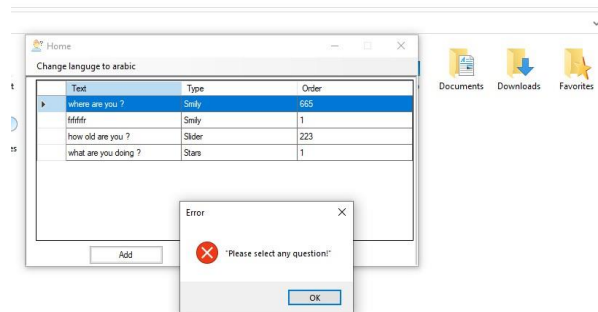 Home
Change languge to arabic
Text Type Order
where are you ? Smily 665
frfrfrfr Smily 1
how old are you ? Slider 223
what are you doing ? Stars 1
Add
Error
"Please select any question!"
OK
Documents Downloads Favorites